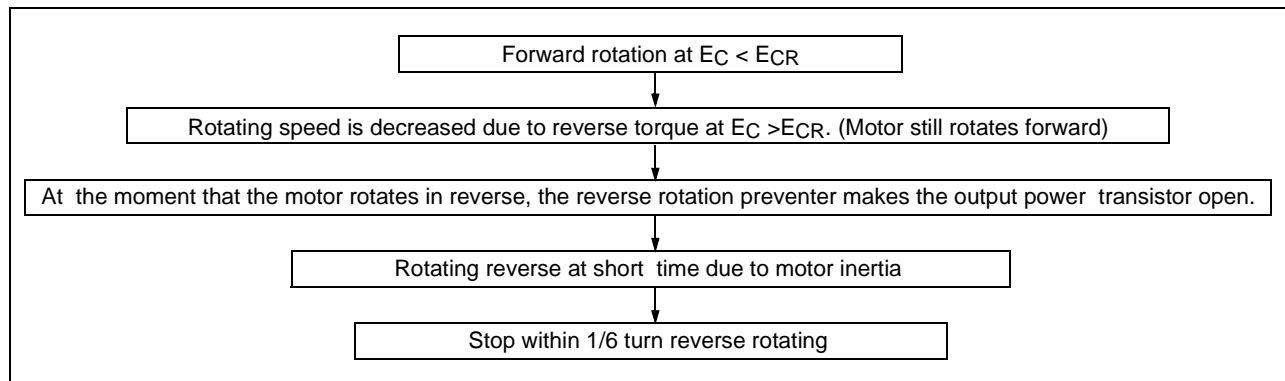 Forward rotation at EC < ECR
Rotating speed is decreased due to reverse torque at EC >ECR. (Motor still rotates forward)
At the moment that the motor rotates in reverse, the reverse rotation preventer makes the output power transistor open.
Rotating reverse at short time due to motor inertia
Stop within 1/6 turn reverse rotating